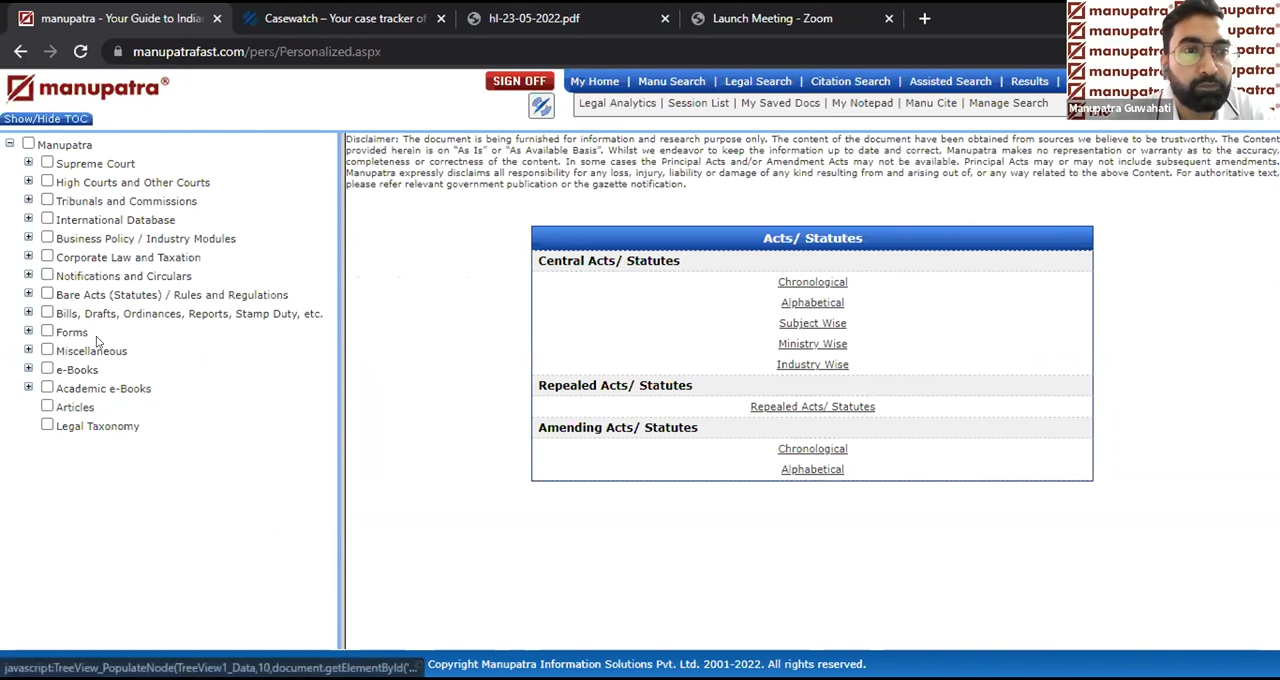 manupatra - Your Guide to India
Casewatch – Your case tracker of
hl-23-05-2022.pdf
Launch Meeting - Zoom
manupatrafast.com/pers/Personalized.aspx
manupatra®
SIGN OFF
My Home | Manu Search | Legal Search | Citation Search | Assisted Search | Results |
Legal Analytics | Session List | My Saved Docs | My Notepad | Manu Cite | Manage Search
manupatra
Manupatra Guwahati
Show/Hide TOC
Manupatra
Supreme Court
High Courts and Other Courts
Tribunals and Commissions
International Database
Business Policy / Industry Modules
Corporate Law and Taxation
Notifications and Circulars
Bare Acts (Statutes) / Rules and Regulations
Bills, Drafts, Ordinances, Reports, Stamp Duty, etc.
Forms
Miscellaneous
e-Books
Academic e-Books
Articles
Legal Taxonomy
Disclaimer: The document is being furnished for information and research purpose only. The content of the document have been obtained from sources we believe to be trustworthy. The Content
provided herein is on "As Is" or "As Available Basis". Whilst we endeavor to keep the information up to date and correct, Manupatra makes no representation or warranty as to the accuracy,
completeness or correctness of the content. In some cases the Principal Acts and/or Amendment Acts may not be available. Principal Acts may or may not include subsequent amendments.
Manupatra expressly disclaims all responsibility for any loss, injury, liability or damage of any kind resulting from and arising out of, or any way related to the above Content. For authoritative text,
please refer relevant government publication or the gazette notification.
Acts/ Statutes
Central Acts/ Statutes
Chronological
Alphabetical
Subject Wise
Ministry Wise
Industry Wise
Repealed Acts/ Statutes
Repealed Acts/ Statutes
Amending Acts/ Statutes
Chronological
Alphabetical
javascript:TreeView_PopulateNode(TreeView1_Data,10,document.getElementById('...
Copyright Manupatra Information Solutions Pvt. Ltd. 2001-2022. All rights reserved.